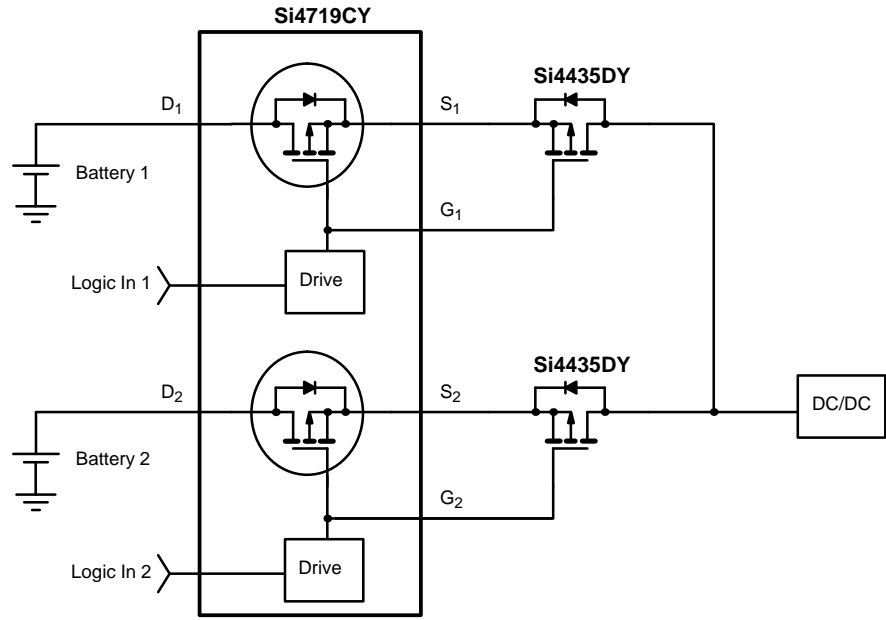 Si4719CY
Si4435DY
D1
S1
Battery 1
G1
Logic In 1
Drive
Si4435DY
D2
S2
DC/DC
Battery 2
G2
Logic In 2
Drive